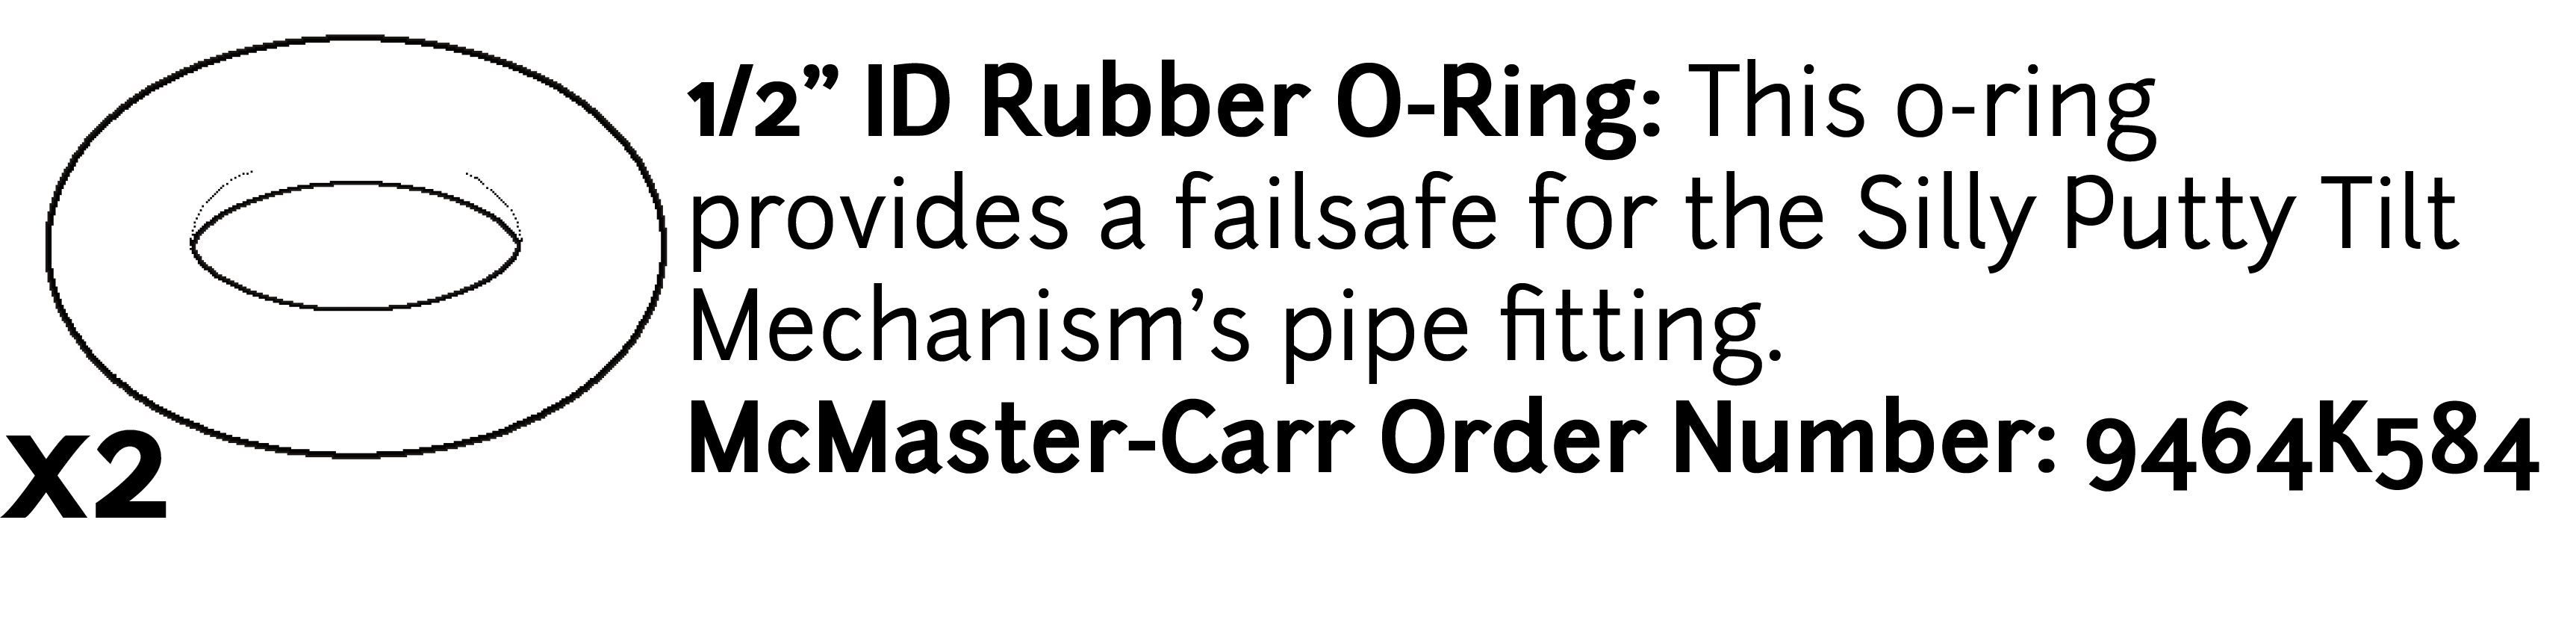 1/2” ID Rubber O-Ring: This o-ring
provides a failsafe for the Silly Putty Tilt
Mechanism’s pipe fitting.
McMaster-Carr Order Number: 9464K584
x2